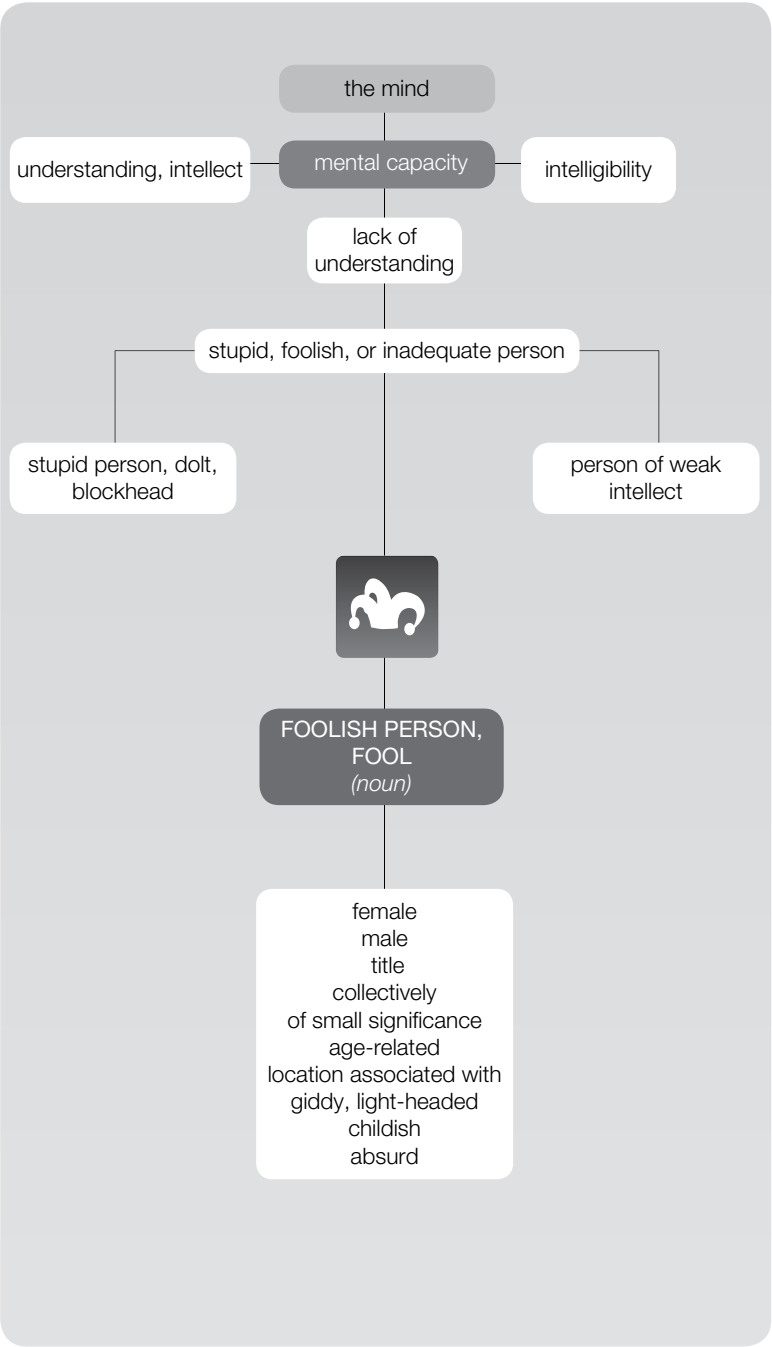 the mind
understanding, intellect
mental capacity
intelligibility
lack of
understanding
stupid, foolish, or inadequate person
stupid person, dolt,
blockhead
person of weak
intellect
FOOLISH PERSON,
FOOL
(noun)
female
male
title
collectively
of small significance
age-related
location associated with
giddy, light-headed
childish
absurd